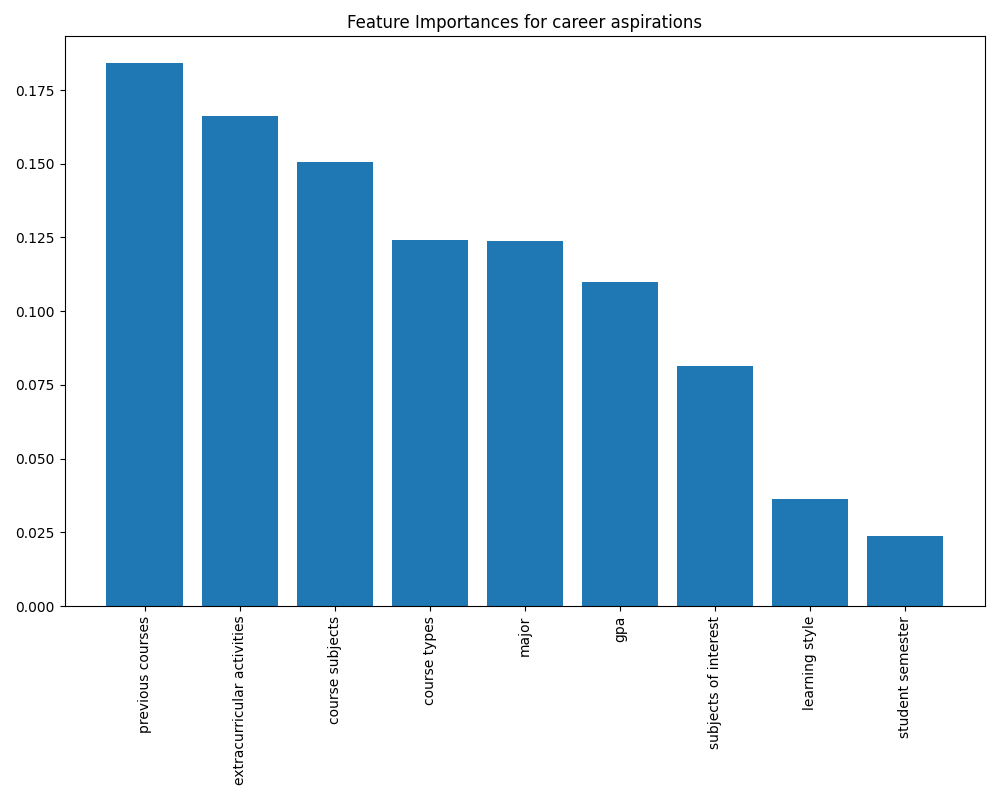 Feature Importances for career aspirations
0.175
0.150
0.125
0.100
0.075
0.050
0.025
0.000
previous courses
extracurricular activities
course subjects
course types
major
gpa
subjects of interest
learning style
student semester